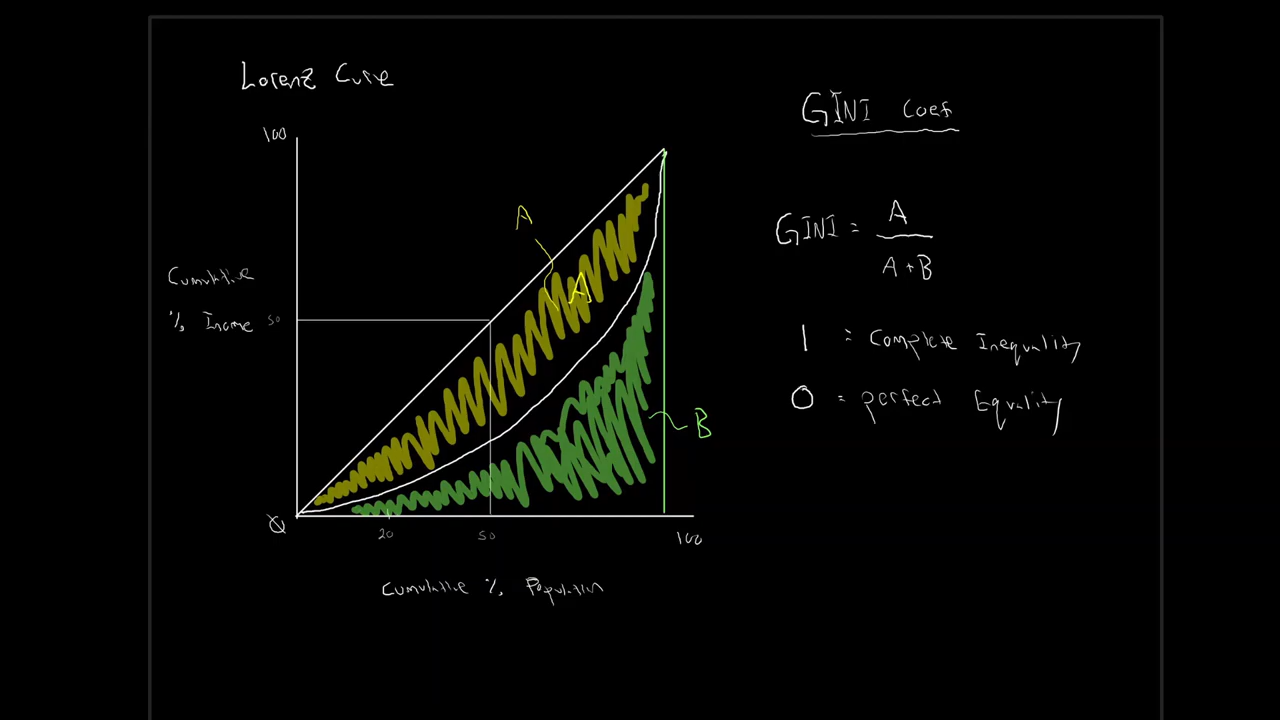 Lorenz Curve
100
Cumulative
% Income
50
0
20
50
100
Cumulative % Population
A
A
B
GINI Coef
GINI = A
A + B
1 = Complete Inequality
0 = perfect Equality